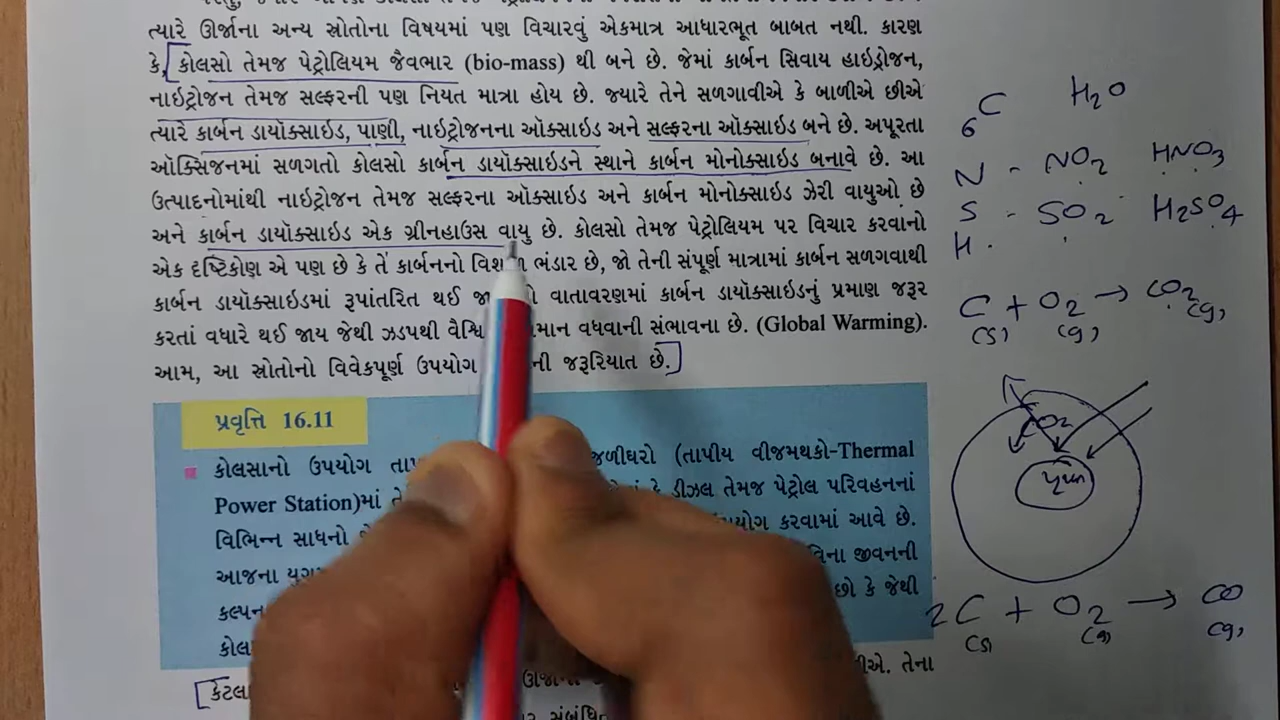 ત્યારે ઊર્જાના અન્ય સ્રોતોના વિષયમાં પણ વિચારવું એકમાત્ર આધારભૂત બાબત નથી. કારણ
કે, કોલસો તેમજ પેટ્રોલિયમ જૈવભાર (bio-mass) થી બને છે. જેમાં કાર્બન સિવાય હાઇડ્રોજન,
નાઇટ્રોજન તેમજ સલ્ફરની પણ નિયત માત્રા હોય છે. જ્યારે તેને સળગાવીએ કે બાળીએ છીએ
ત્યારે કાર્બન ડાયૉક્સાઇડ, પાણી, નાઇટ્રોજનના ઑક્સાઇડ અને સલ્ફરના ઑક્સાઇડ બને છે. અપૂરતા
ઑક્સિજનમાં સળગતો કોલસો કાર્બન ડાયૉક્સાઇડને સ્થાને કાર્બન મોનોક્સાઇડ બનાવે છે. આ
ઉત્પાદનોમાંથી નાઇટ્રોજન તેમજ સલ્ફરના ઑક્સાઇડ અને કાર્બન મોનોક્સાઇડ ઝેરી વાયુઓ છે
અને કાર્બન ડાયૉક્સાઇડ એક ગ્રીનહાઉસ વાયુ છે. કોલસો તેમજ પેટ્રોલિયમ પર વિચાર કરવાનો
એક દૃષ્ટિકોણ એ પણ છે કે તે કાર્બનનો ભંડાર છે, જો તેની સંપૂર્ણ માત્રામાં કાર્બન સળગવાથી
કાર્બન ડાયૉક્સાઇડમાં રૂપાંતરિત થઈ વાતાવરણમાં કાર્બન ડાયૉક્સાઇડનું પ્રમાણ જરૂર
કરતાં વધારે થઈ જાય જેથી ઝડપથી વધવાની સંભાવના છે. (Global Warming).
આમ, આ સ્રોતોનો વિવેકપૂર્ણ ઉપયોગ જરૂરિયાત છે.
પ્રવૃત્તિ 16.11
કોલસાનો ઉપયોગ જળીઘરો (તાપીય વીજમથકો-Thermal
Power Station)માં કે ડીઝલ તેમજ પેટ્રોલ પરિવહનનાં
વિભિન્ન સાધનો કરવામાં આવે છે.
આજના જીવનની
છો કે જેથી
6C H2O
N - NO2 HNO3
S - SO2 H2SO4
H
C(s) + O2(g) → CO2(g)
પૃથ્વી
2C(s) + O2(g) → CO(g)